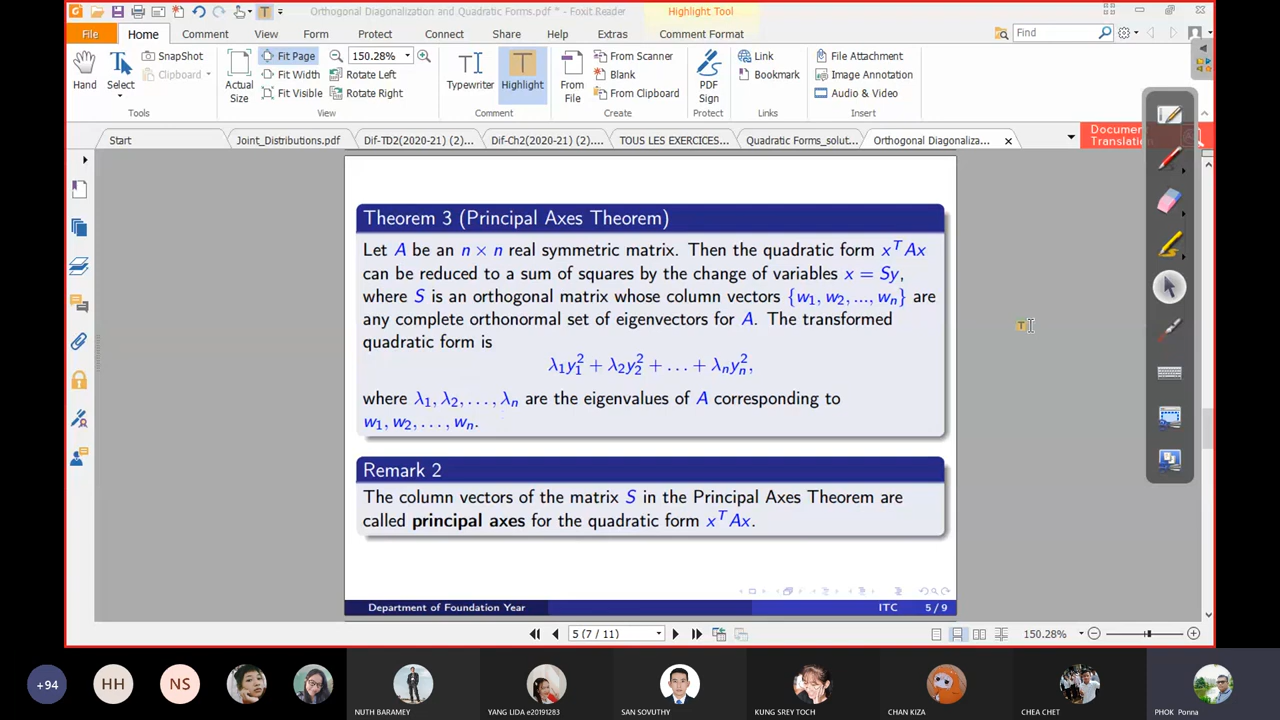 Orthogonal Diagonalization and Quadratic Forms.pdf * - Foxit Reader
Highlight Tool
File
Home
Comment
View
Form
Protect
Connect
Share
Help
Extras
Comment Format
Find
Hand
Select
SnapShot
Clipboard
Tools
Actual Size
Fit Page
Fit Width
Fit Visible
150.28%
Rotate Left
Rotate Right
View
Typewriter
Highlight
Comment
From File
From Scanner
Blank
From Clipboard
Create
PDF Sign
Protect
Link
Bookmark
Links
File Attachment
Image Annotation
Audio & Video
Insert
Start
Joint_Distributions.pdf
Dif-TD2(2020-21) (2)...
Dif-Ch2(2020-21) (2)....
TOUS LES EXERCICES...
Quadratic Forms_solut...
Orthogonal Diagonaliza...
Document Translation
Theorem 3 (Principal Axes Theorem)
Let A be an n × n real symmetric matrix. Then the quadratic form x^T Ax
can be reduced to a sum of squares by the change of variables x = Sy,
where S is an orthogonal matrix whose column vectors {w₁, w₂, ..., wₙ} are
any complete orthonormal set of eigenvectors for A. The transformed
quadratic form is
λ₁y₁² + λ₂y₂² + . . . + λₙyₙ²,
where λ₁, λ₂, . . . , λₙ are the eigenvalues of A corresponding to
w₁, w₂, . . . , wₙ.
Remark 2
The column vectors of the matrix S in the Principal Axes Theorem are
called principal axes for the quadratic form x^T Ax.
Department of Foundation Year
ITC
5 / 9
5 (7 / 11)
150.28%
+94
HH
NS
NUTH BARAMEY
YANG LIDA e20191283
SAN SOVUTHY
KUNG SREY TOCH
CHAN KIZA
CHEA CHET
PHOK Ponna